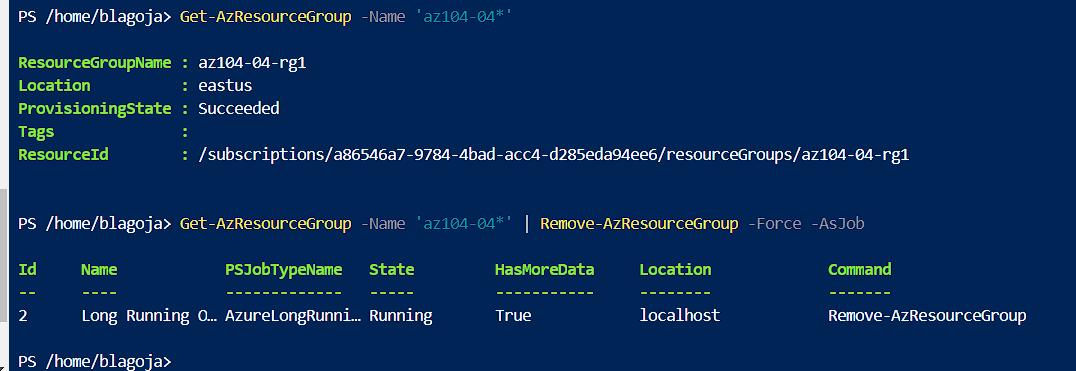 PS /home/blagoja> Get-AzResourceGroup -Name 'az104-04*'
ResourceGroupName : az104-04-rg1
Location          : eastus
ProvisioningState : Succeeded
Tags              :
ResourceId        : /subscriptions/a86546a7-9784-4bad-acc4-d285eda94ee6/resourceGroups/az104-04-rg1
PS /home/blagoja> Get-AzResourceGroup -Name 'az104-04*' | Remove-AzResourceGroup -Force -AsJob
Id     Name            PSJobTypeName   State         HasMoreData     Location             Command
--     ----            -------------   -----         -----------     --------             -------
2      Long Running O… AzureLongRunni… Running       True            localhost            Remove-AzResourceGroup
PS /home/blagoja>